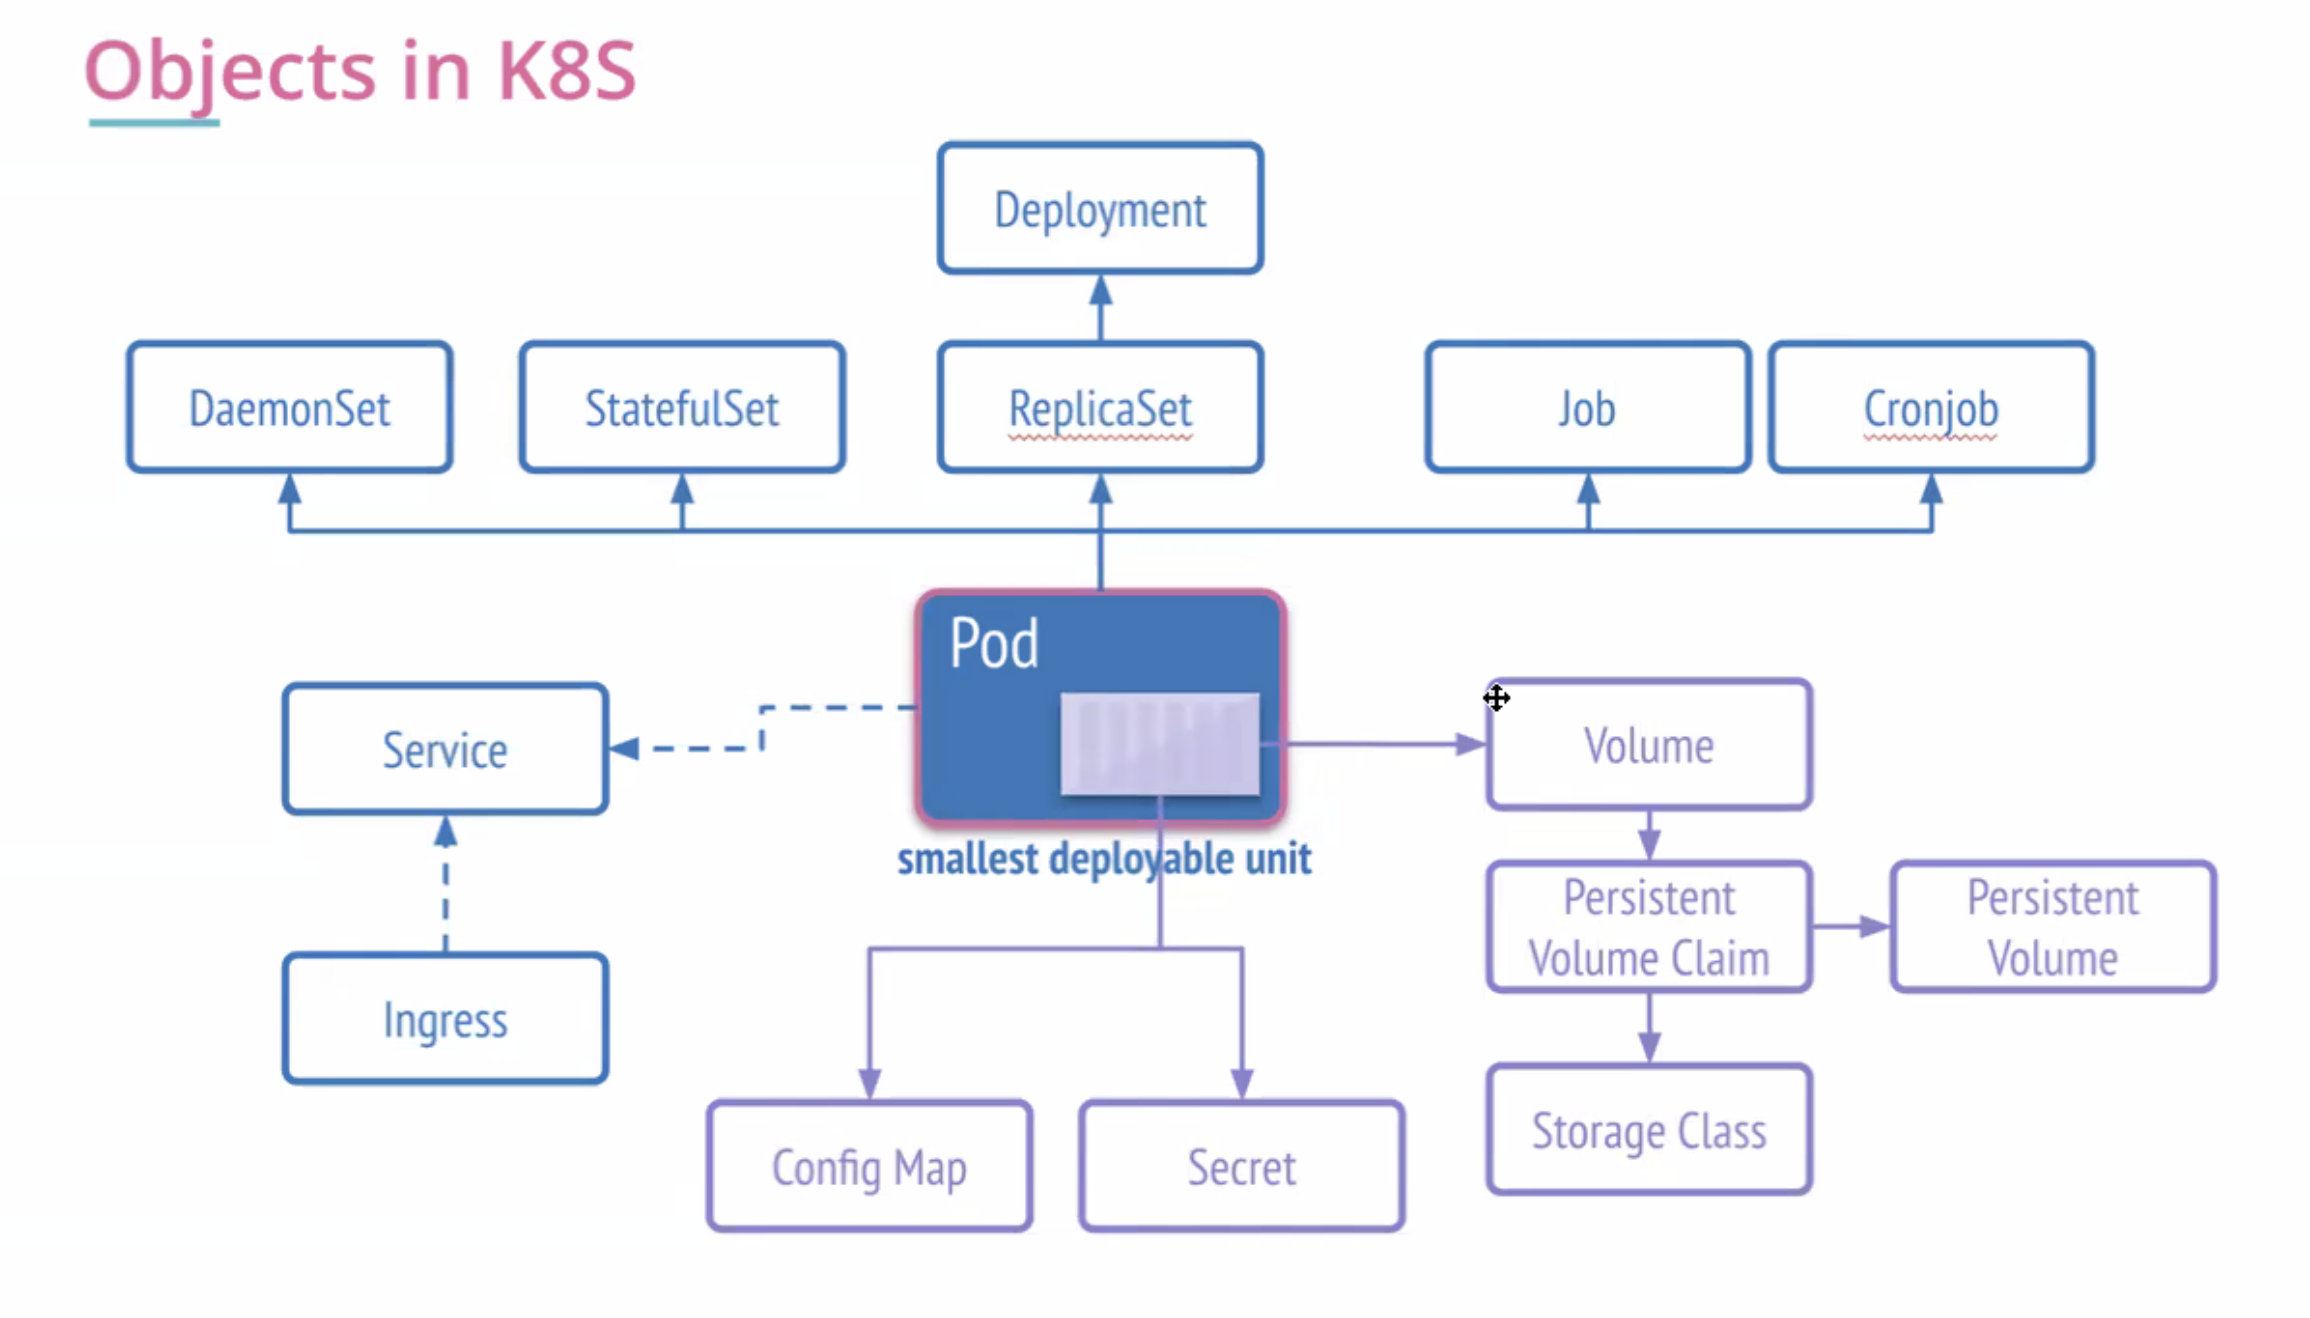 Objects in K8S
Deployment
DaemonSet
StatefulSet
ReplicaSet
Job
Cronjob
Pod
Service
Volume
smallest deployable unit
Persistent
Volume Claim
Persistent
Volume
Ingress
Config Map
Secret
Storage Class